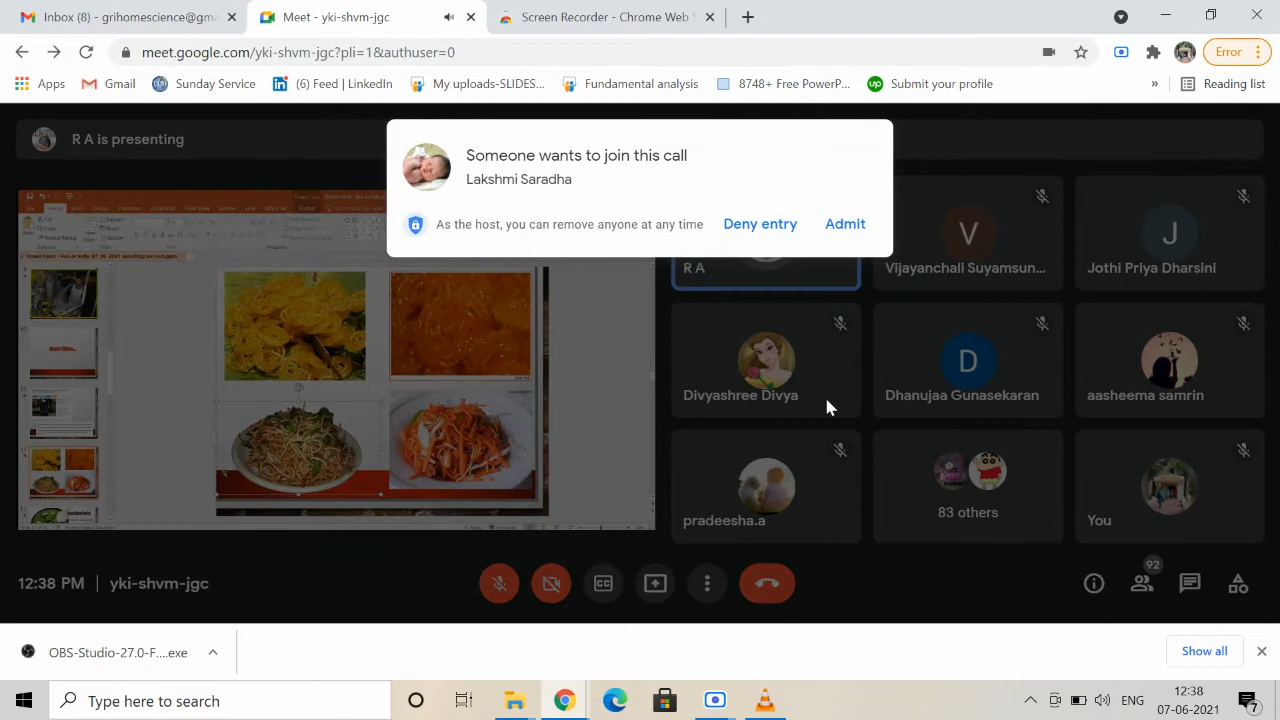 Inbox (8) - grihomescience@gma
Meet - yki-shvm-jgc
Screen Recorder - Chrome Web S
meet.google.com/yki-shvm-jgc?pli=1&authuser=0
Error
Apps
Gmail
Sunday Service
(6) Feed | LinkedIn
My uploads-SLIDES...
Fundamental analysis
8748+ Free PowerP...
Submit your profile
»
Reading list
R A is presenting
Someone wants to join this call
Lakshmi Saradha
As the host, you can remove anyone at any time
Deny entry
Admit
R A
V
Vijayanchali Suyamsun...
J
Jothi Priya Dharsini
Divyashree Divya
D
Dhanujaa Gunasekaran
aasheema samrin
pradeesha.a
83 others
You
12:38 PM | yki-shvm-jgc
CC
92
OBS-Studio-27.0-F....exe
Show all
Type here to search
ENG
12:38
07-06-2021
7